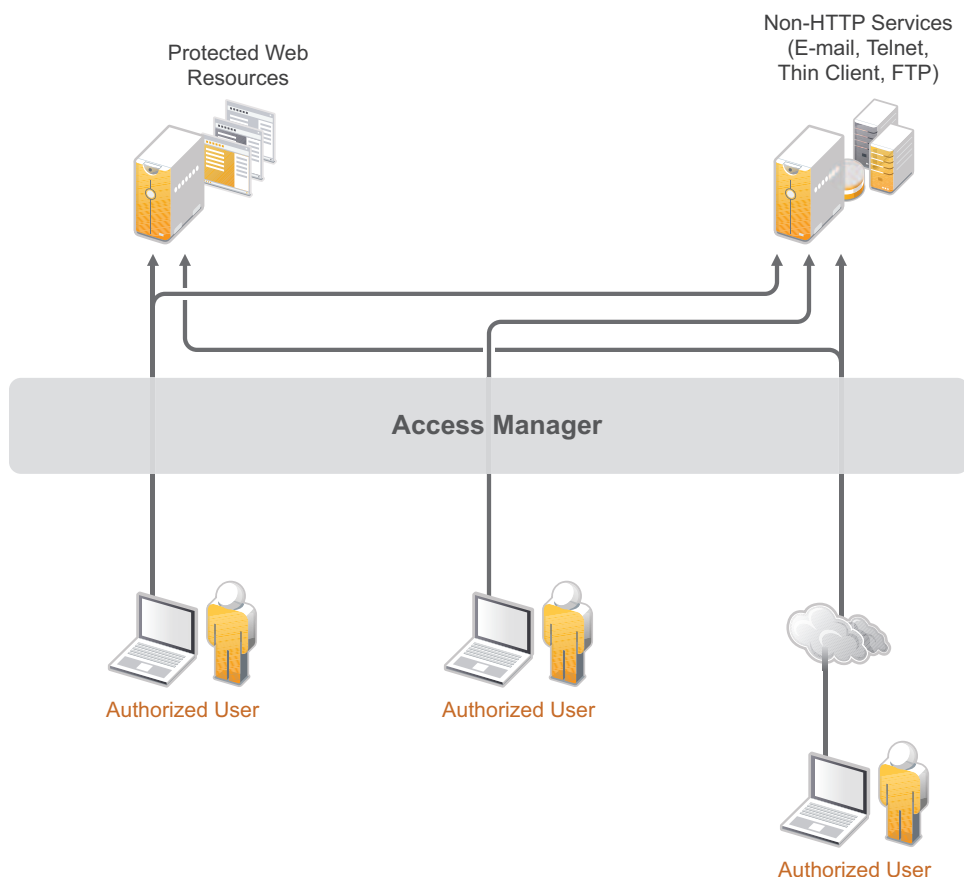 Protected Web
Resources
Non-HTTP Services
(E-mail, Telnet,
Thin Client, FTP)
Access Manager
Authorized User
Authorized User
Authorized User